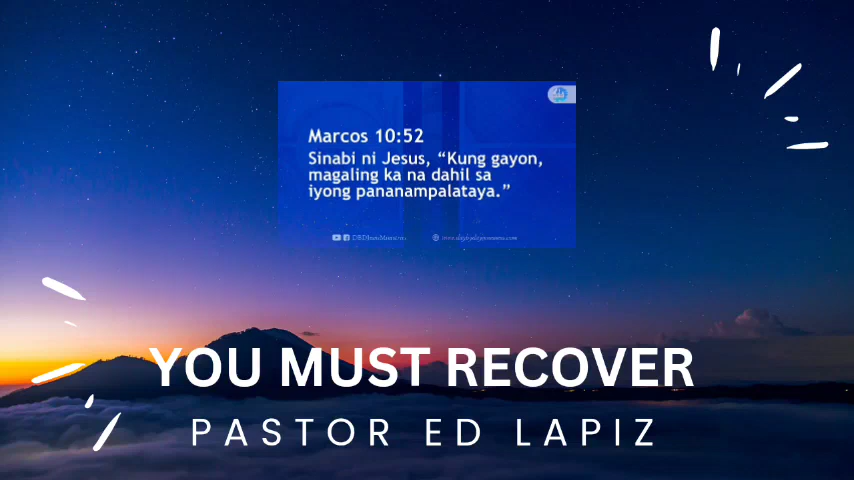 Marcos 10:52
Sinabi ni Jesus, “Kung gayon,
magaling ka na dahil sa
iyong pananampalataya.”
YOU MUST RECOVER
PASTOR ED LAPIZ